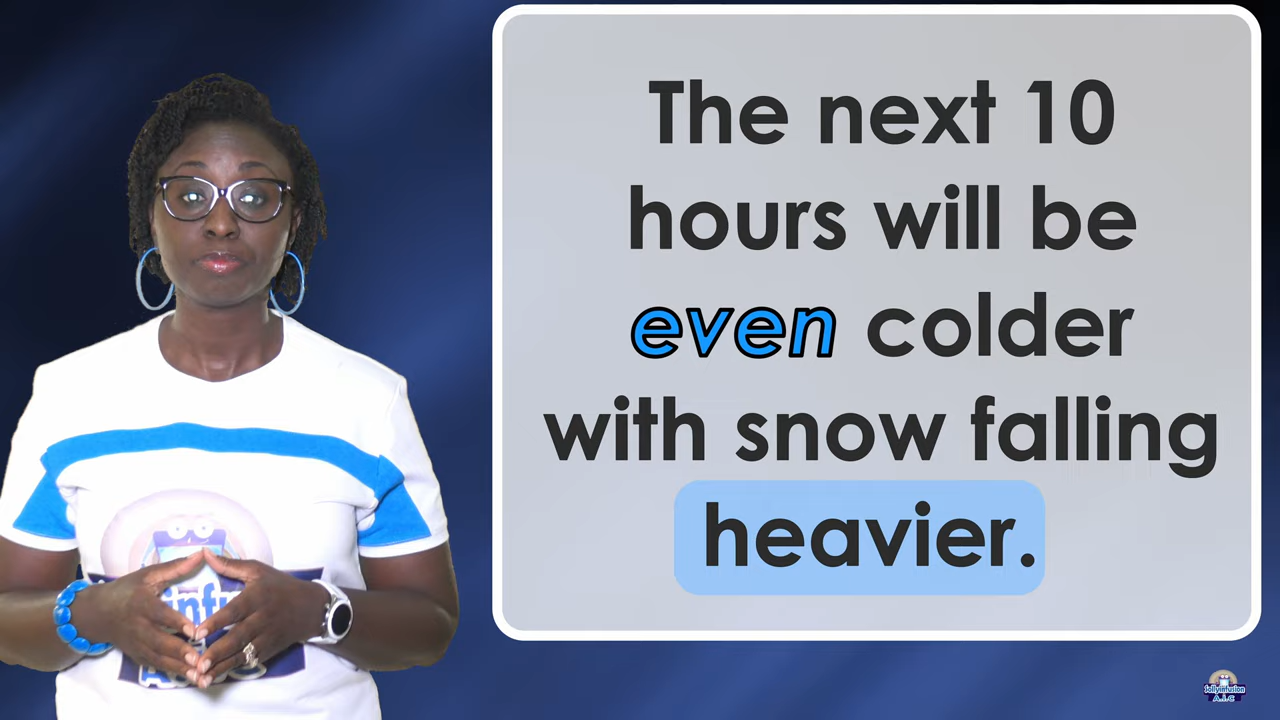 The next 10
hours will be
even colder
with snow falling
heavier.
A.I.C